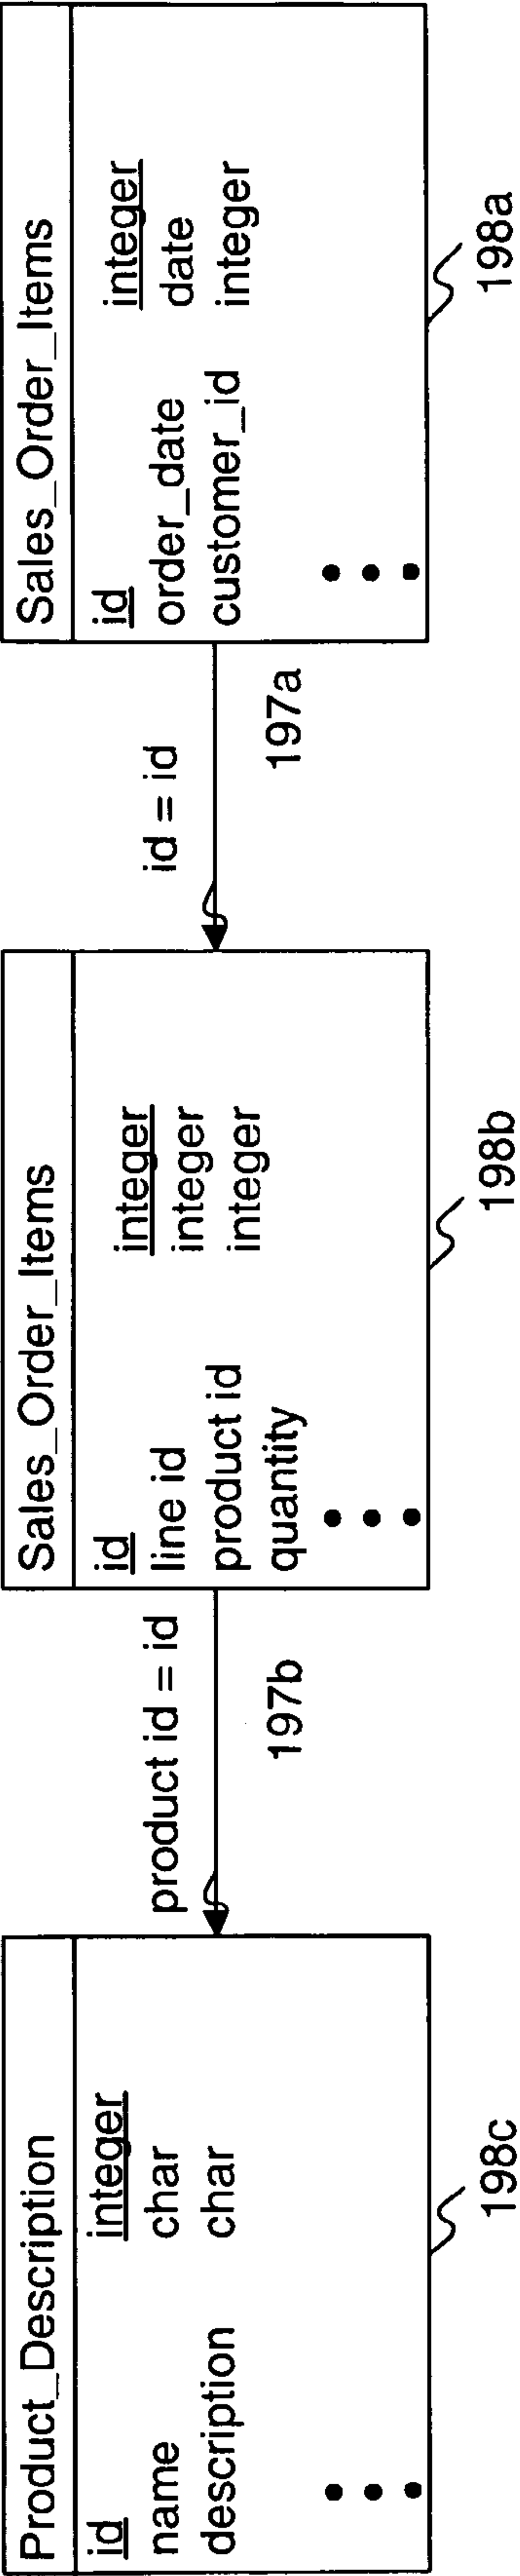 Product_Description
id integer
name char
description char
198c
product id = id
197b
Sales_Order_Items
id integer
line id integer
product id integer
quantity
198b
id = id
197a
Sales_Order_Items
id integer
order_date date
customer_id integer
198a